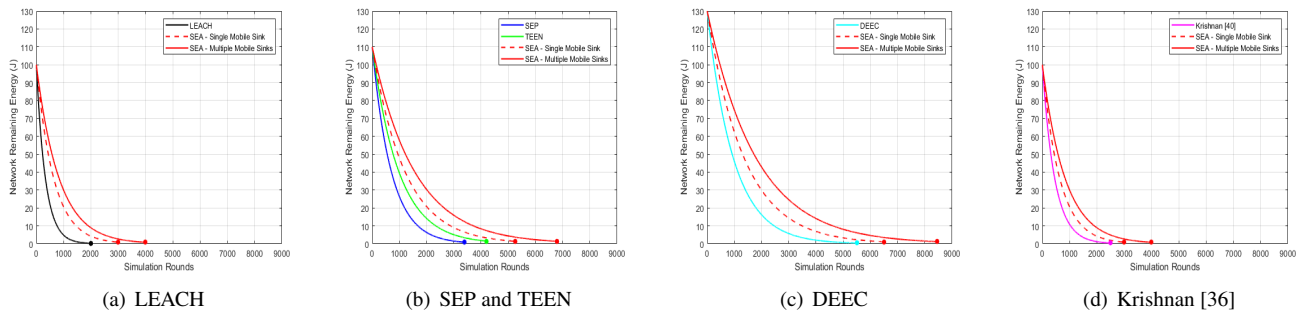 LEACH
SEA - Single Mobile Sink
SEA - Multiple Mobile Sinks
Network Remaining Energy (J)
130
120
110
100
90
80
70
60
50
40
30
20
10
0
0 1000 2000 3000 4000 5000 6000 7000 8000 9000
Simulation Rounds
(a) LEACH
SEP
TEEN
SEA - Single Mobile Sink
SEA - Multiple Mobile Sinks
Network Remaining Energy (J)
130
120
110
100
90
80
70
60
50
40
30
20
10
0
0 1000 2000 3000 4000 5000 6000 7000 8000 9000
Simulation Rounds
(b) SEP and TEEN
DEEC
SEA - Single Mobile Sink
SEA - Multiple Mobile Sinks
Network Remaining Energy (J)
130
120
110
100
90
80
70
60
50
40
30
20
10
0
0 1000 2000 3000 4000 5000 6000 7000 8000 9000
Simulation Rounds
(c) DEEC
Krishnan [40]
SEA - Single Mobile Sink
SEA - Multiple Mobile Sinks
Network Remaining Energy (J)
130
120
110
100
90
80
70
60
50
40
30
20
10
0
0 1000 2000 3000 4000 5000 6000 7000 8000 9000
Simulation Rounds
(d) Krishnan [36]